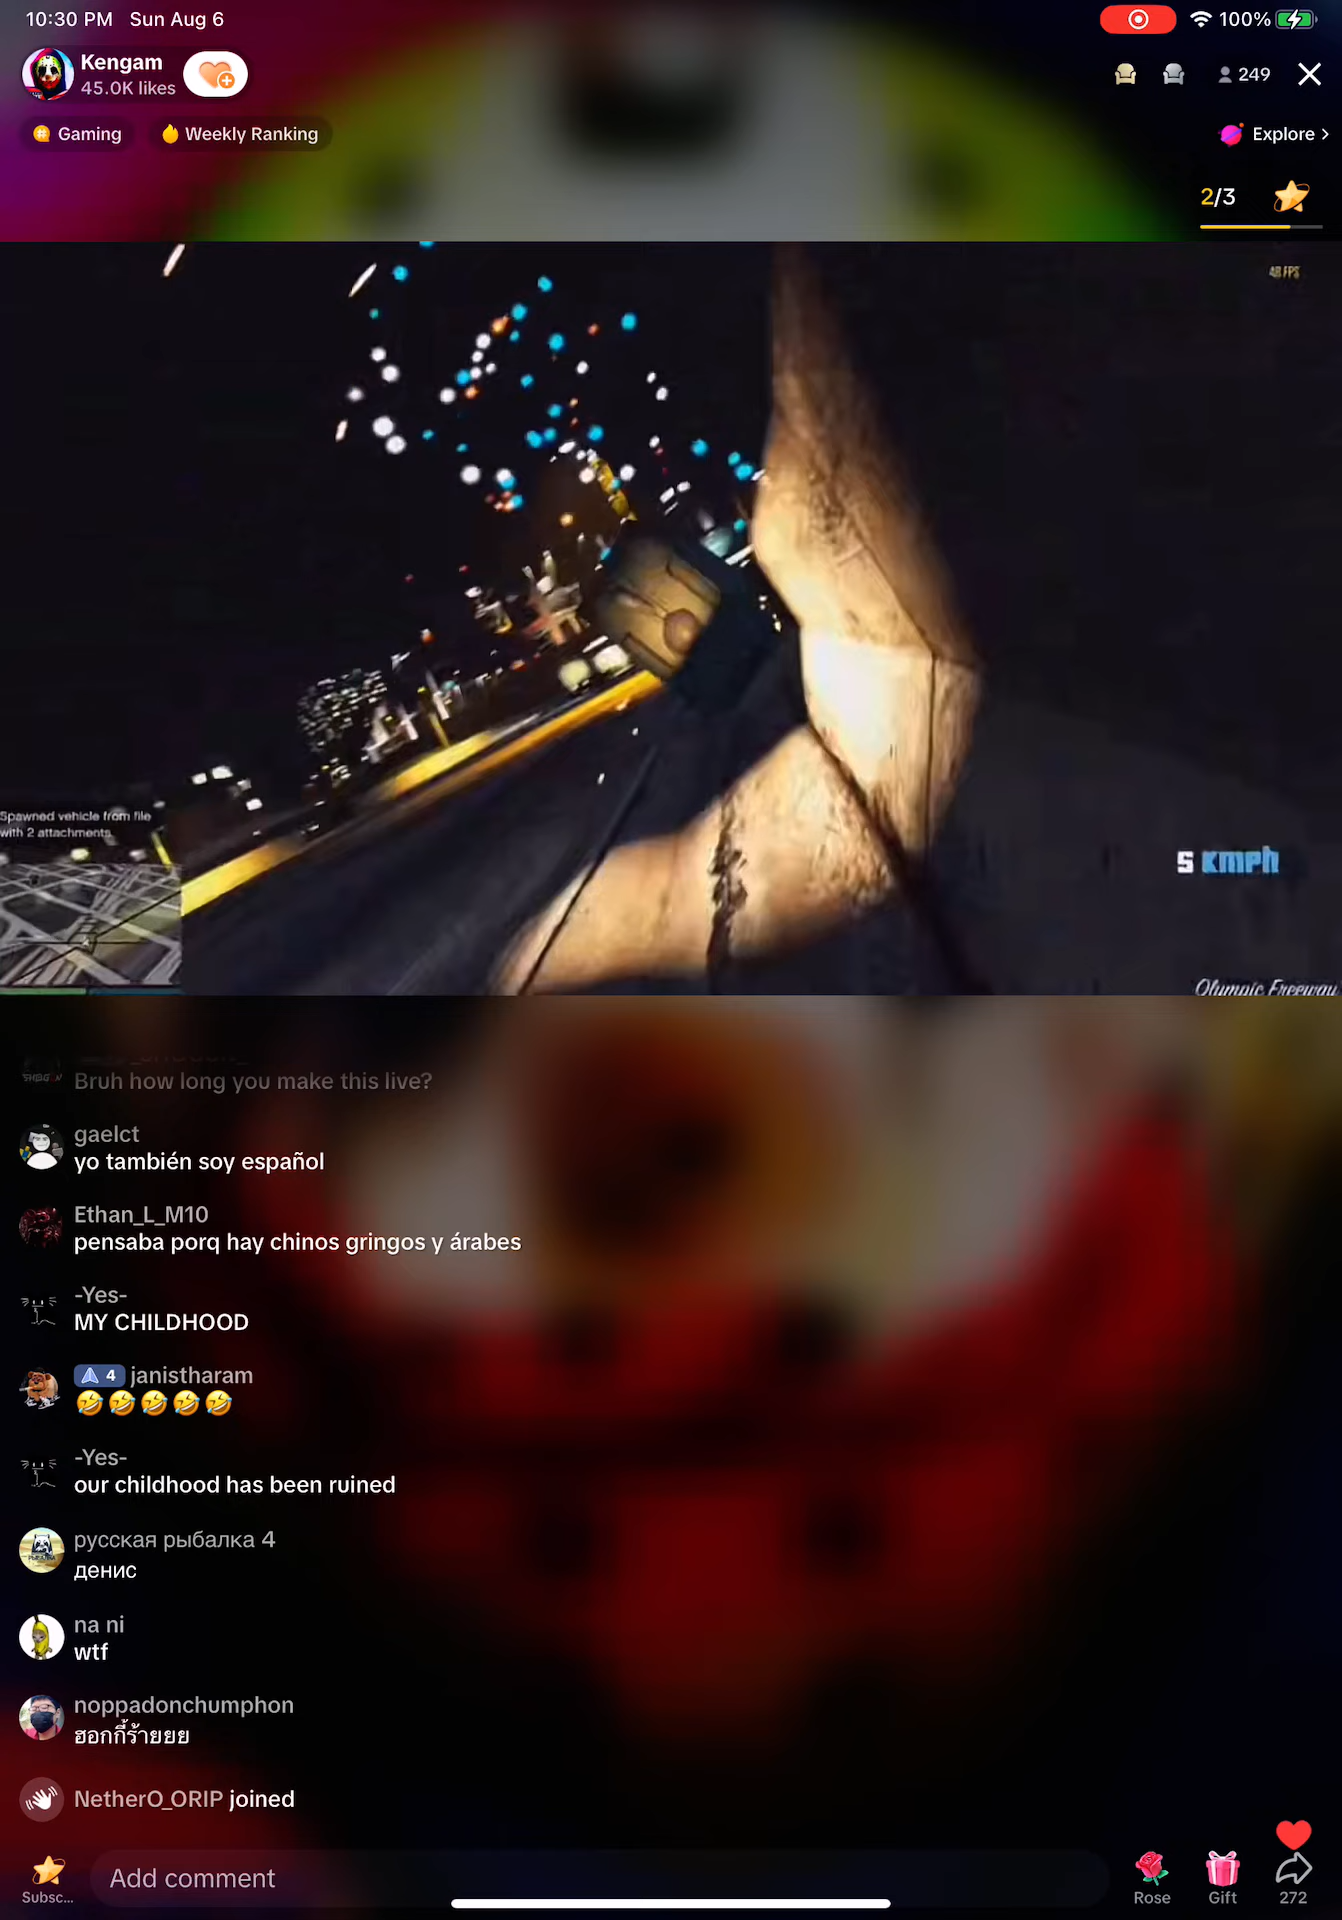 10:30 PM Sun Aug 6
100%
Kengam
45.0K likes
249
Gaming
Weekly Ranking
Explore >
2/3
48 FPS
Spawned vehicle from file
with 2 attachments
5 KMPH
Olympic Freeway
Bruh how long you make this live?
gaelct
yo también soy español
Ethan_L_M10
pensaba porq hay chinos gringos y árabes
-Yes-
MY CHILDHOOD
4 janistharam
🤣🤣🤣🤣🤣
-Yes-
our childhood has been ruined
русская рыбалка 4
денис
na ni
wtf
noppadonchumphon
ฮอกกี้ร้ายยย
NetherO_ORIP joined
Subsc...
Add comment
Rose
Gift
272